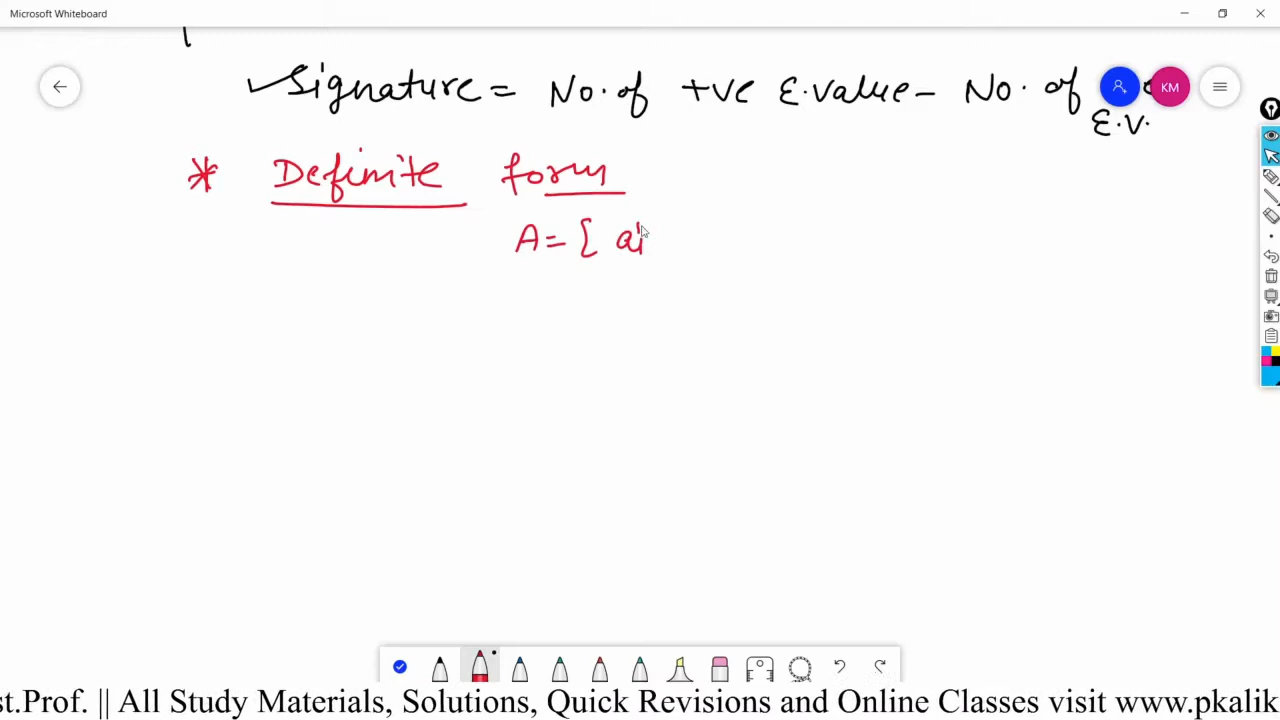 Microsoft Whiteboard
Signature = No. of +ve E.value - No. of
E.V.
KM
* Definite form
A = [ ai
st.Prof. || All Study Materials, Solutions, Quick Revisions and Online Classes visit www.pkalik